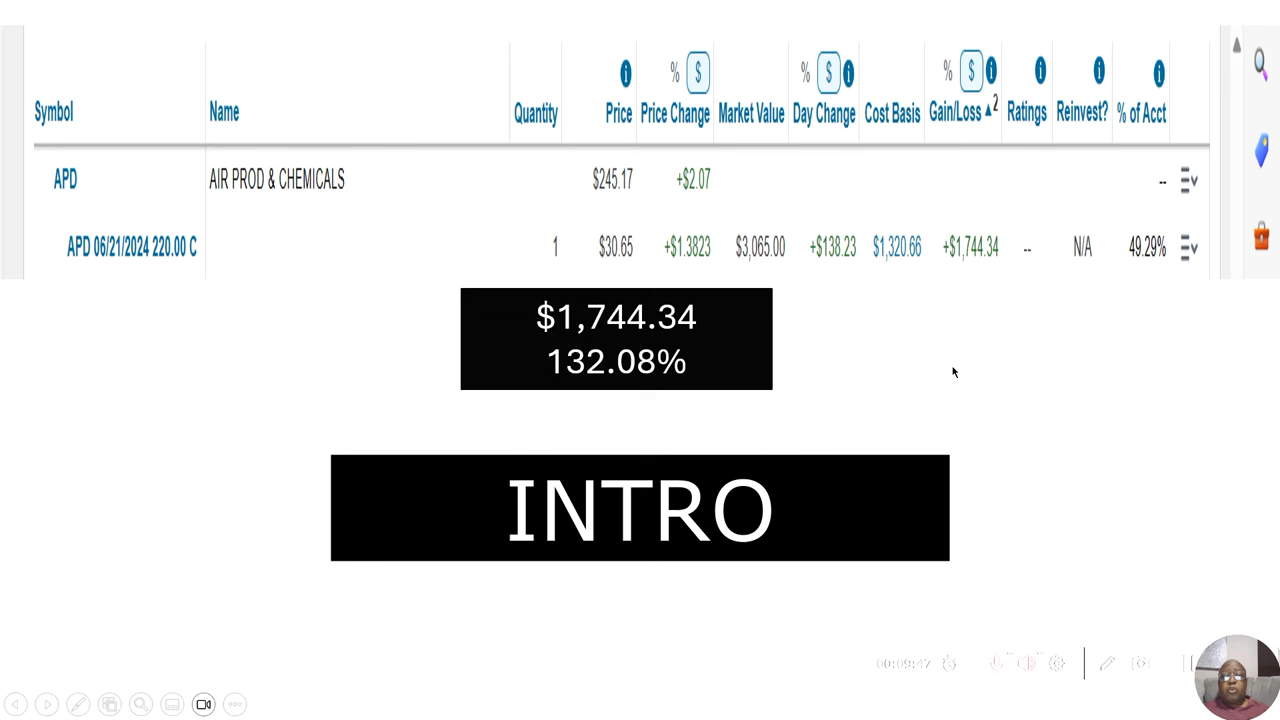 % $ % $ % $
Symbol Name Quantity Price Price Change Market Value Day Change Cost Basis Gain/Loss ▲2 Ratings Reinvest? % of Acct
APD AIR PROD & CHEMICALS $245.17 +$2.07 --
APD 06/21/2024 220.00 C 1 $30.65 +$1.3823 $3,065.00 +$138.23 $1,320.66 +$1,744.34 -- N/A 49.29%
$1,744.34
132.08%
INTRO
00:09:47